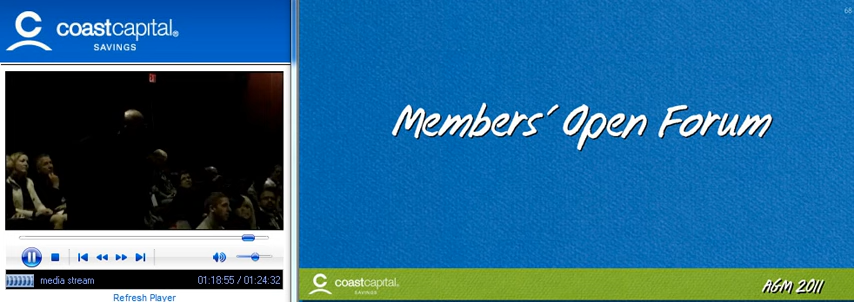 coastcapital®
SAVINGS
media stream
01:18:55 / 01:24:32
Refresh Player
68
Members' Open Forum
coastcapital®
SAVINGS
AGM 2011